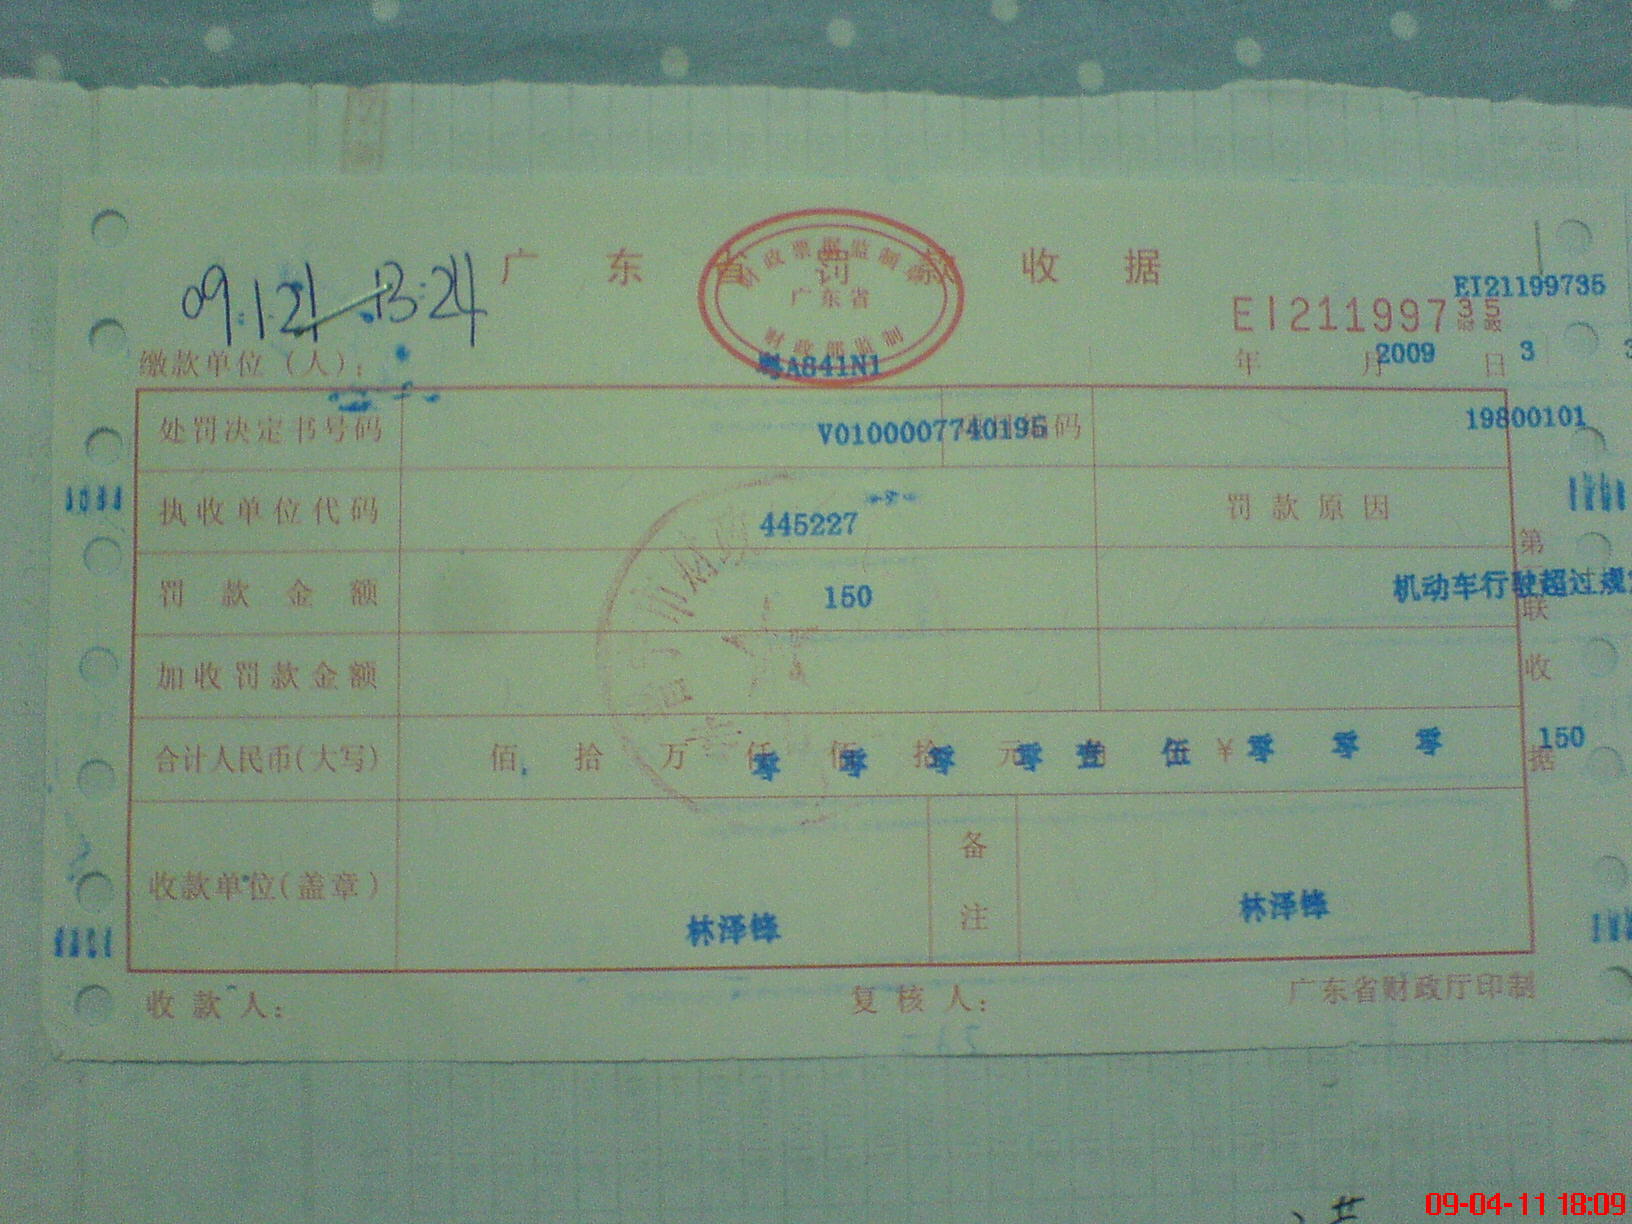 广东省罚款收据
财政票据监制章
广东省
财政部监制
09.1.21 13:24
EI21199735
EI21199735
缴款单位（人）：
粤A841N1
年 月 日
2009 3 3
处罚决定书号码
V0100007740195
码
19800101
执收单位代码
445227
罚款原因
罚款金额
150
机动车行驶超过规
加收罚款金额
合计人民币(大写)
佰 拾 万 仟 佰 拾 元 ¥
零 零 零 零 壹 伍 零 零 零
150
第 联 收 据
收款单位(盖章)
林泽锋
备注
林泽锋
收款人：
复核人：
广东省财政厅印制
09-04-11 18:09